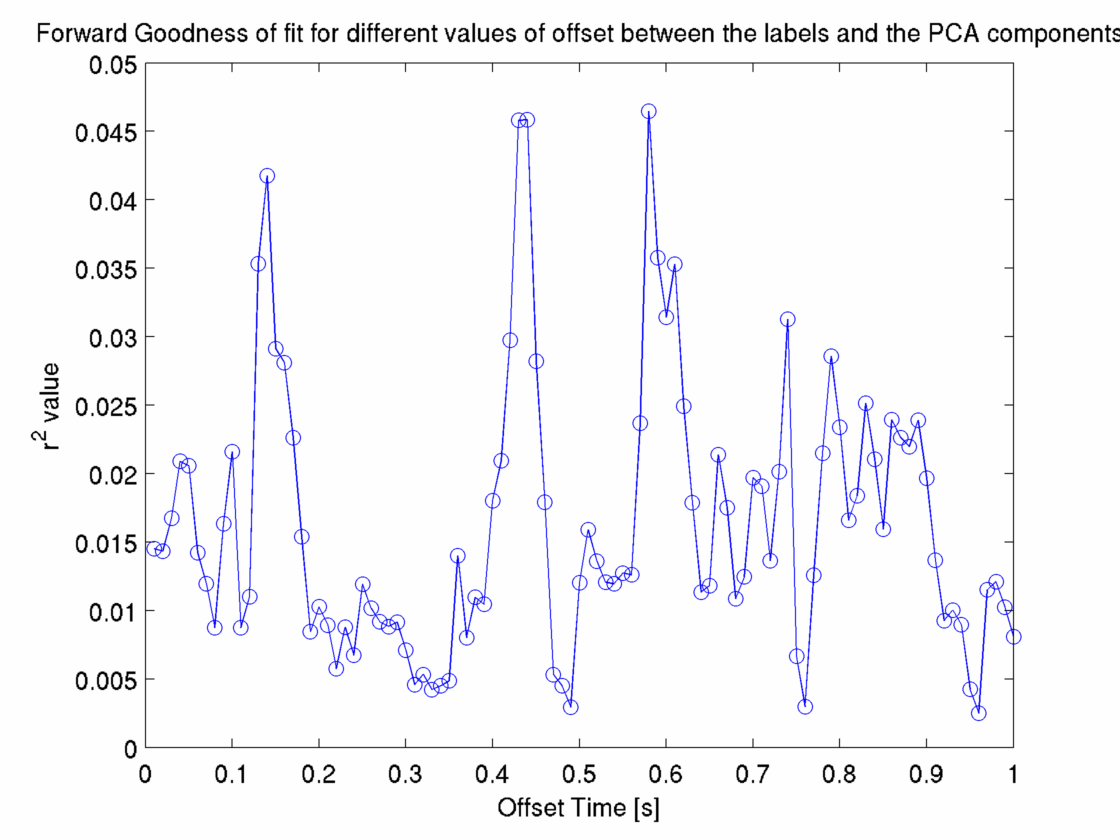 Forward Goodness of fit for different values of offset between the labels and the PCA components
0.05
0.045
0.04
0.035
0.03
0.025
0.02
0.015
0.01
0.005
0
r² value
0 0.1 0.2 0.3 0.4 0.5 0.6 0.7 0.8 0.9 1
Offset Time [s]